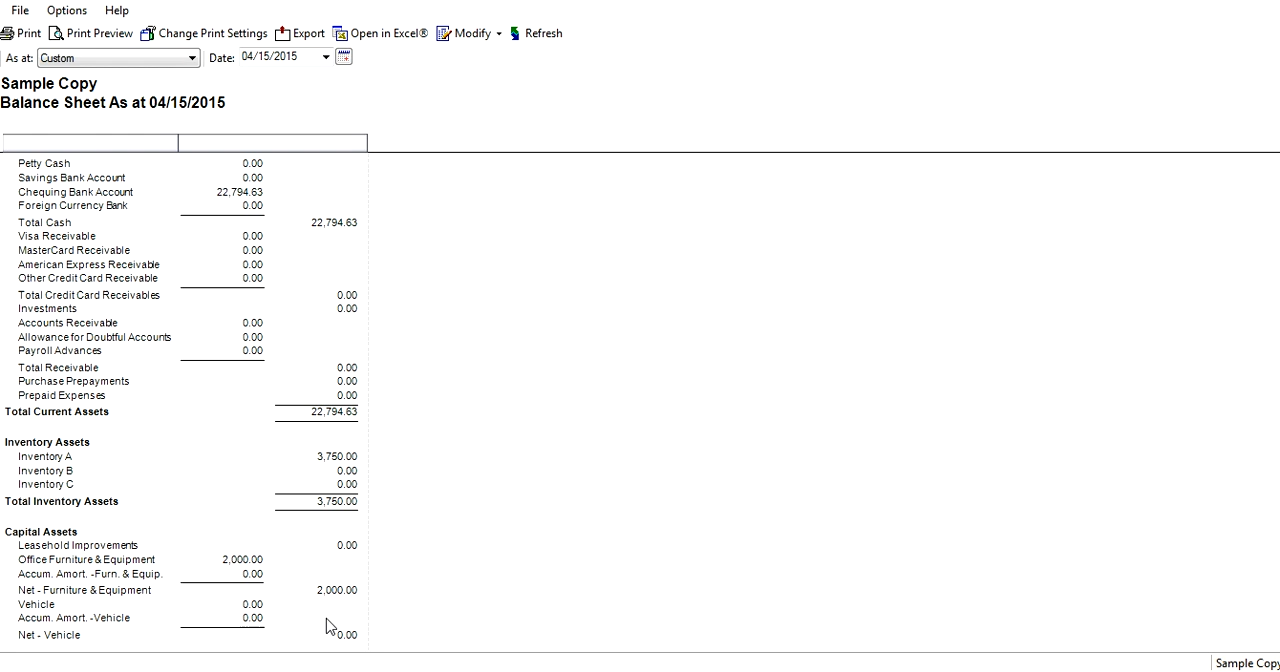 File Options Help
Print Print Preview Change Print Settings Export Open in Excel® Modify Refresh
As at: Custom Date: 04/15/2015
Sample Copy
Balance Sheet As at 04/15/2015
Petty Cash 0.00
Savings Bank Account 0.00
Chequing Bank Account 22,794.63
Foreign Currency Bank 0.00
Total Cash 22,794.63
Visa Receivable 0.00
MasterCard Receivable 0.00
American Express Receivable 0.00
Other Credit Card Receivable 0.00
Total Credit Card Receivables 0.00
Investments 0.00
Accounts Receivable 0.00
Allowance for Doubtful Accounts 0.00
Payroll Advances 0.00
Total Receivable 0.00
Purchase Prepayments 0.00
Prepaid Expenses 0.00
Total Current Assets 22,794.63
Inventory Assets
Inventory A 3,750.00
Inventory B 0.00
Inventory C 0.00
Total Inventory Assets 3,750.00
Capital Assets
Leasehold Improvements 0.00
Office Furniture & Equipment 2,000.00
Accum. Amort. -Furn. & Equip. 0.00
Net - Furniture & Equipment 2,000.00
Vehicle 0.00
Accum. Amort. -Vehicle 0.00
Net - Vehicle 0.00
Sample Copy